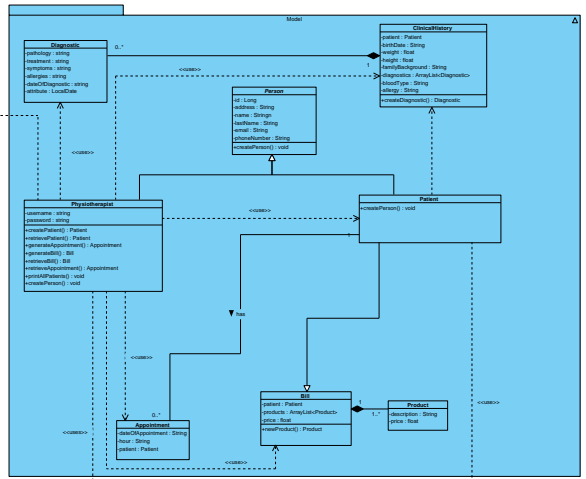 Model
Diagnostic
-pathology : string
-treatment : string
-symptoms : string
-allergies : string
-dateOfDiagnostic : string
-attribute : LocalDate
0..*
1
ClinicalHistory
-patient : Patient
-birthDate : String
-weight : float
-height : float
-familyBackground : String
-diagnostics : ArrayList<Diagnostic>
-bloodType : String
-allergy : String
+createDiagnostic() : Diagnostic
<<use>>
Person
-id : Long
-address : String
-name : Stringn
-lastName : String
-email : String
-phoneNumber : String
+createPerson() : void
<<use>>
Physiotherapist
-username : string
-password : string
+createPatient() : Patient
+retrievePatient() : Patient
+generateAppointment() : Appointment
+generateBill() : Bill
+retrieveBill() : Bill
+retrieveAppointment() : Appointment
+printAllPatients() : void
+createPerson() : void
<<use>>
Patient
+createPerson() : void
1
has
<<use>>
0..*
Appointment
-dateOfAppointment : String
-hour : String
-patient : Patient
Bill
-patient : Patient
-products : ArrayList<Product>
-price : float
+newProduct() : Product
1
1..*
Product
-description : String
-price : float
<<use>>
<<use>>
<<use>>